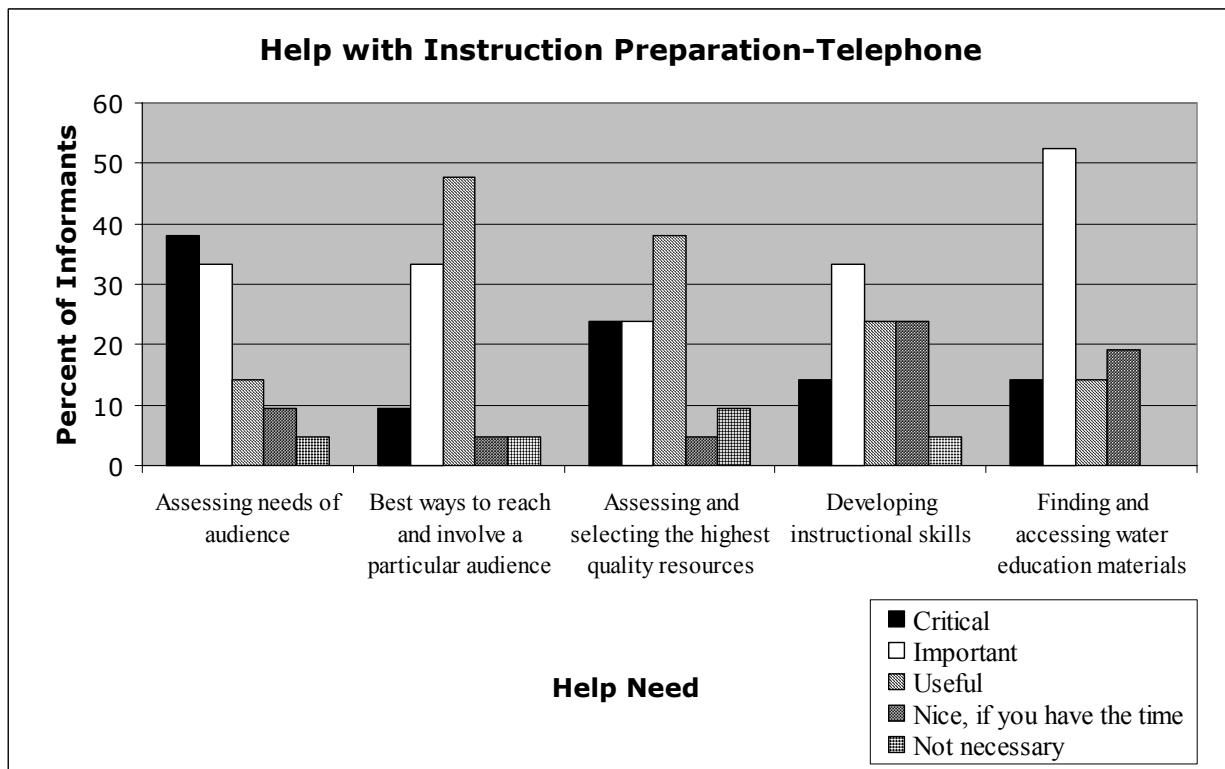 Help with Instruction Preparation-Telephone
Percent of Informants
60
50
40
30
20
10
0
Assessing needs of
audience
Best ways to reach
and involve a
particular audience
Assessing and
selecting the highest
quality resources
Developing
instructional skills
Finding and
accessing water
education materials
Help Need
Critical
Important
Useful
Nice, if you have the time
Not necessary